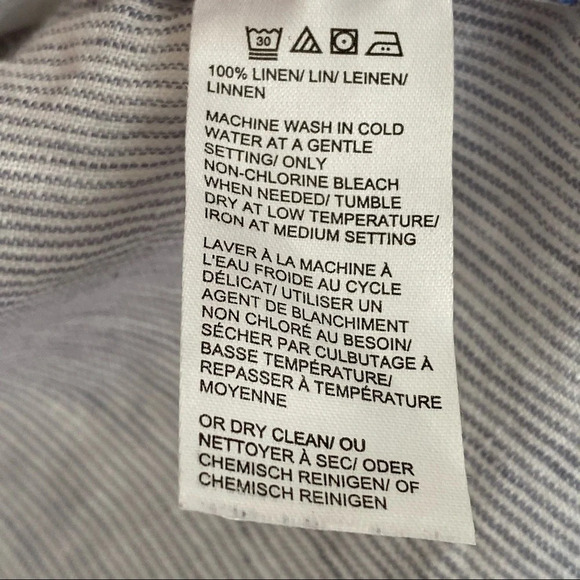 30
100% LINEN/ LIN/ LEINEN/
LINNEN
MACHINE WASH IN COLD
WATER AT A GENTLE
SETTING/ ONLY
NON-CHLORINE BLEACH
WHEN NEEDED/ TUMBLE
DRY AT LOW TEMPERATURE/
IRON AT MEDIUM SETTING
LAVER À LA MACHINE À
L'EAU FROIDE AU CYCLE
DÉLICAT/ UTILISER UN
AGENT DE BLANCHIMENT
NON CHLORÉ AU BESOIN/
SÉCHER PAR CULBUTAGE À
BASSE TEMPÉRATURE/
REPASSER À TEMPÉRATURE
MOYENNE
OR DRY CLEAN/ OU
NETTOYER À SEC/ ODER
CHEMISCH REINIGEN/ OF
CHEMISCH REINIGEN